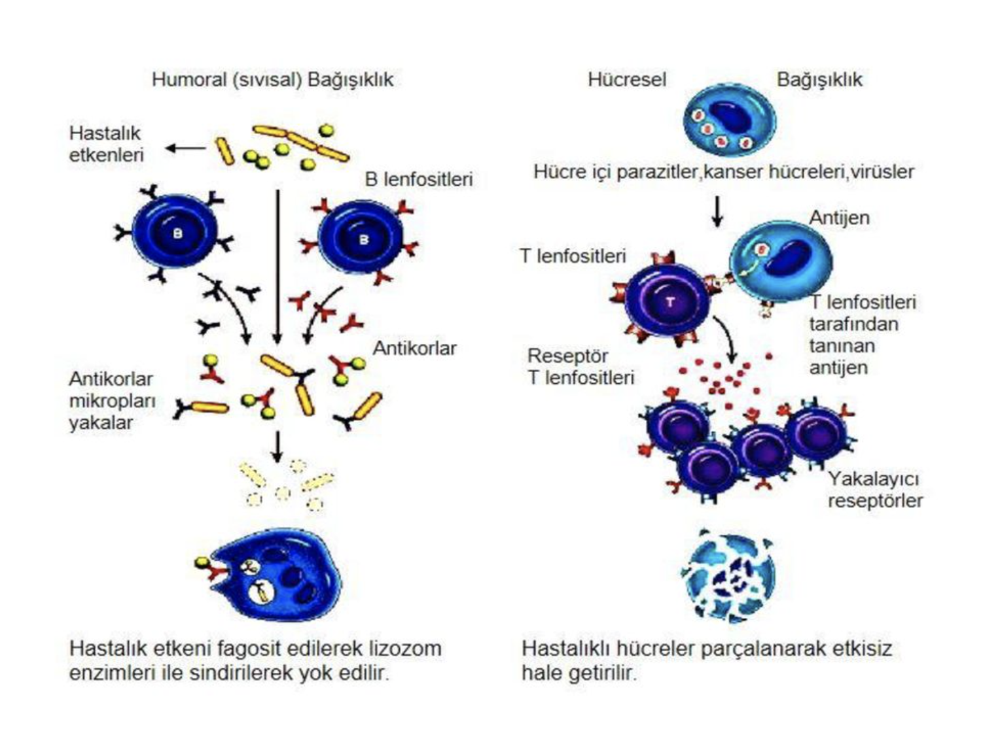 Humoral (sıvısal) Bağışıklık
Hastalık
etkenleri
B lenfositleri
B
B
Antikorlar
Antikorlar
mikropları
yakalar
Hastalık etkeni fagosit edilerek lizozom
enzimleri ile sindirilerek yok edilir.
Hücresel Bağışıklık
Hücre içi parazitler,kanser hücreleri,virüsler
Antijen
T lenfositleri
T
T lenfositleri
tarafından
tanınan
antijen
Reseptör
T lenfositleri
Yakalayıcı
reseptörler
Hastalıklı hücreler parçalanarak etkisiz
hale getirilir.